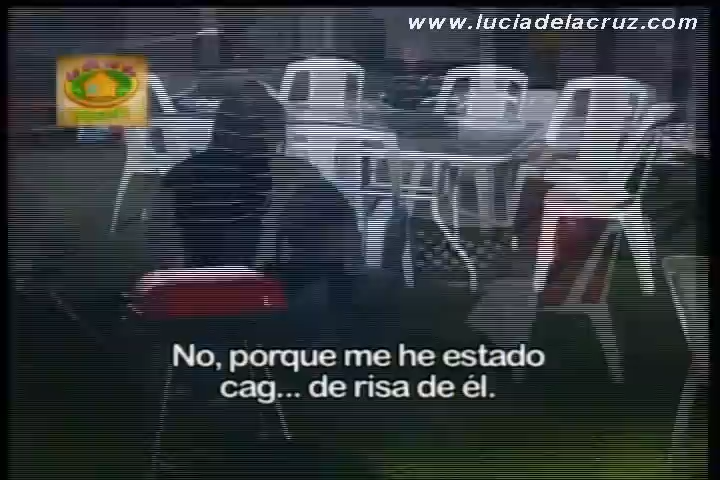 www.luciadelacruz.com
No, porque me he estado
cag... de risa de él.